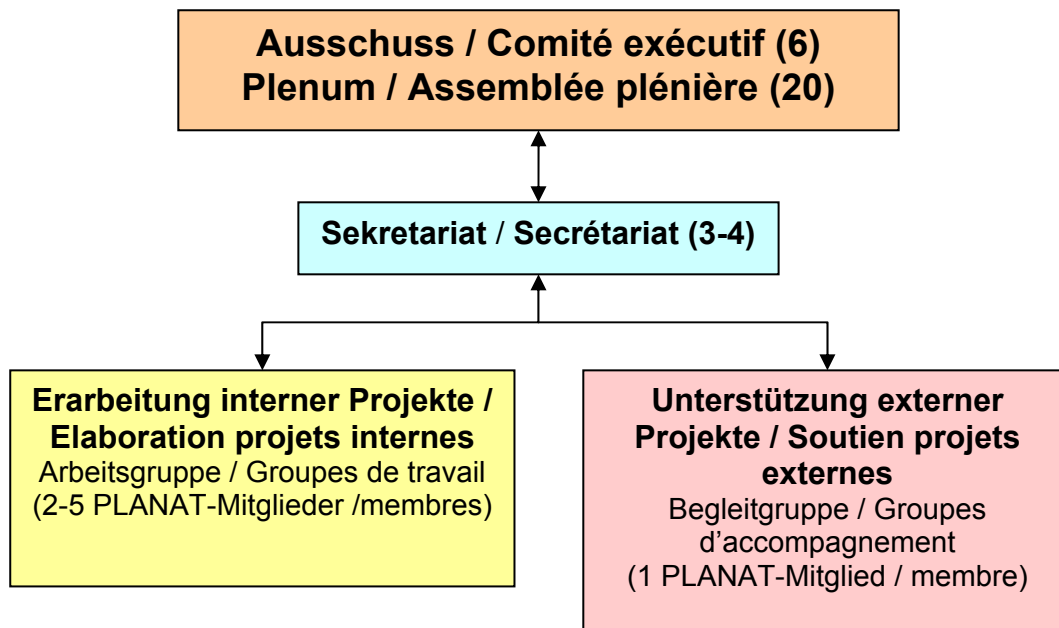 Ausschuss / Comité exécutif (6)
Plenum / Assemblée plénière (20)
Sekretariat / Secrétariat (3-4)
Erarbeitung interner Projekte /
Elaboration projets internes
Arbeitsgruppe / Groupes de travail
(2-5 PLANAT-Mitglieder /membres)
Unterstützung externer
Projekte / Soutien projets
externes
Begleitgruppe / Groupes
d’accompagnement
(1 PLANAT-Mitglied / membre)